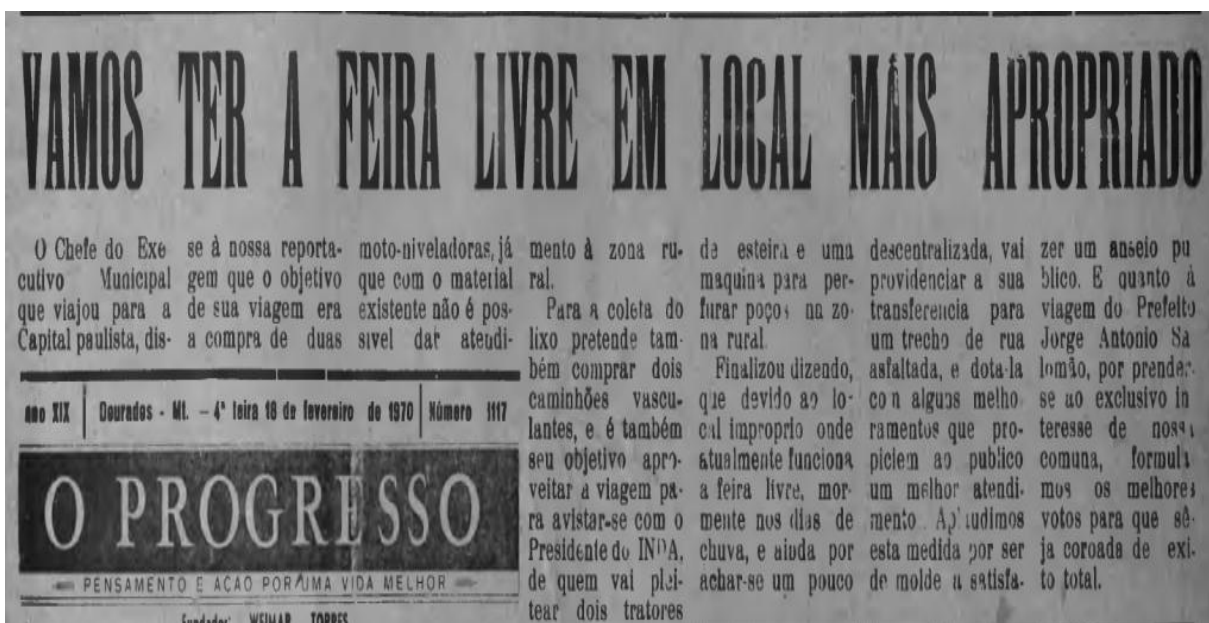 VAMOS TER A FEIRA LIVRE EM LOCAL MAIS APROPRIADO
O Chefe do Exe
cutivo Municipal
que viajou para a
Capital paulista, dis-
se à nossa reporta-
gem que o objetivo
de sua viagem era
a compra de duas
moto-niveladoras, já
que com o material
existente não é pos-
sivel dar atendi-
mento à zona ru-
ral.
Para a coleta do
lixo pretende tam-
bém comprar dois
caminhões vascu-
lantes, e é também
seu objetivo apro-
veitar a viagem pa-
ra avistar-se com o
Presidente do INDA,
de quem vai plei-
tear dois tratores
de esteira e uma
maquina para per-
furar poços na zo-
na rural.
Finalizou dizendo,
que devido ao lo-
cal improprio onde
atualmente funciona
a feira livre, mor-
mente nos dias de
chuva, e ainda por
achar-se um pouco
descentralizada, vai
providenciar a sua
transferencia para
um trecho de rua
asfaltada, e dota-la
con alguns melho
ramentos que pro-
piciem ao publico
um melhor atendi-
mento. Aplaudimos
esta medida por ser
de molde a satisfa-
zer um anseio pu
blico. E quanto à
viagem do Prefeito
Jorge Antonio Sa
lomão, por prender-
se ao exclusivo in
teresse de nossa
comuna, formula
mos os melhores
votos para que sê-
ja coroada de exi-
to total.
ano XIX Dourados - Mt. - 4ª feira 18 de fevereiro de 1970 Número 1117
O PROGRESSO
PENSAMENTO E AÇÃO POR UMA VIDA MELHOR
Fundador: WEIMAR TORRES